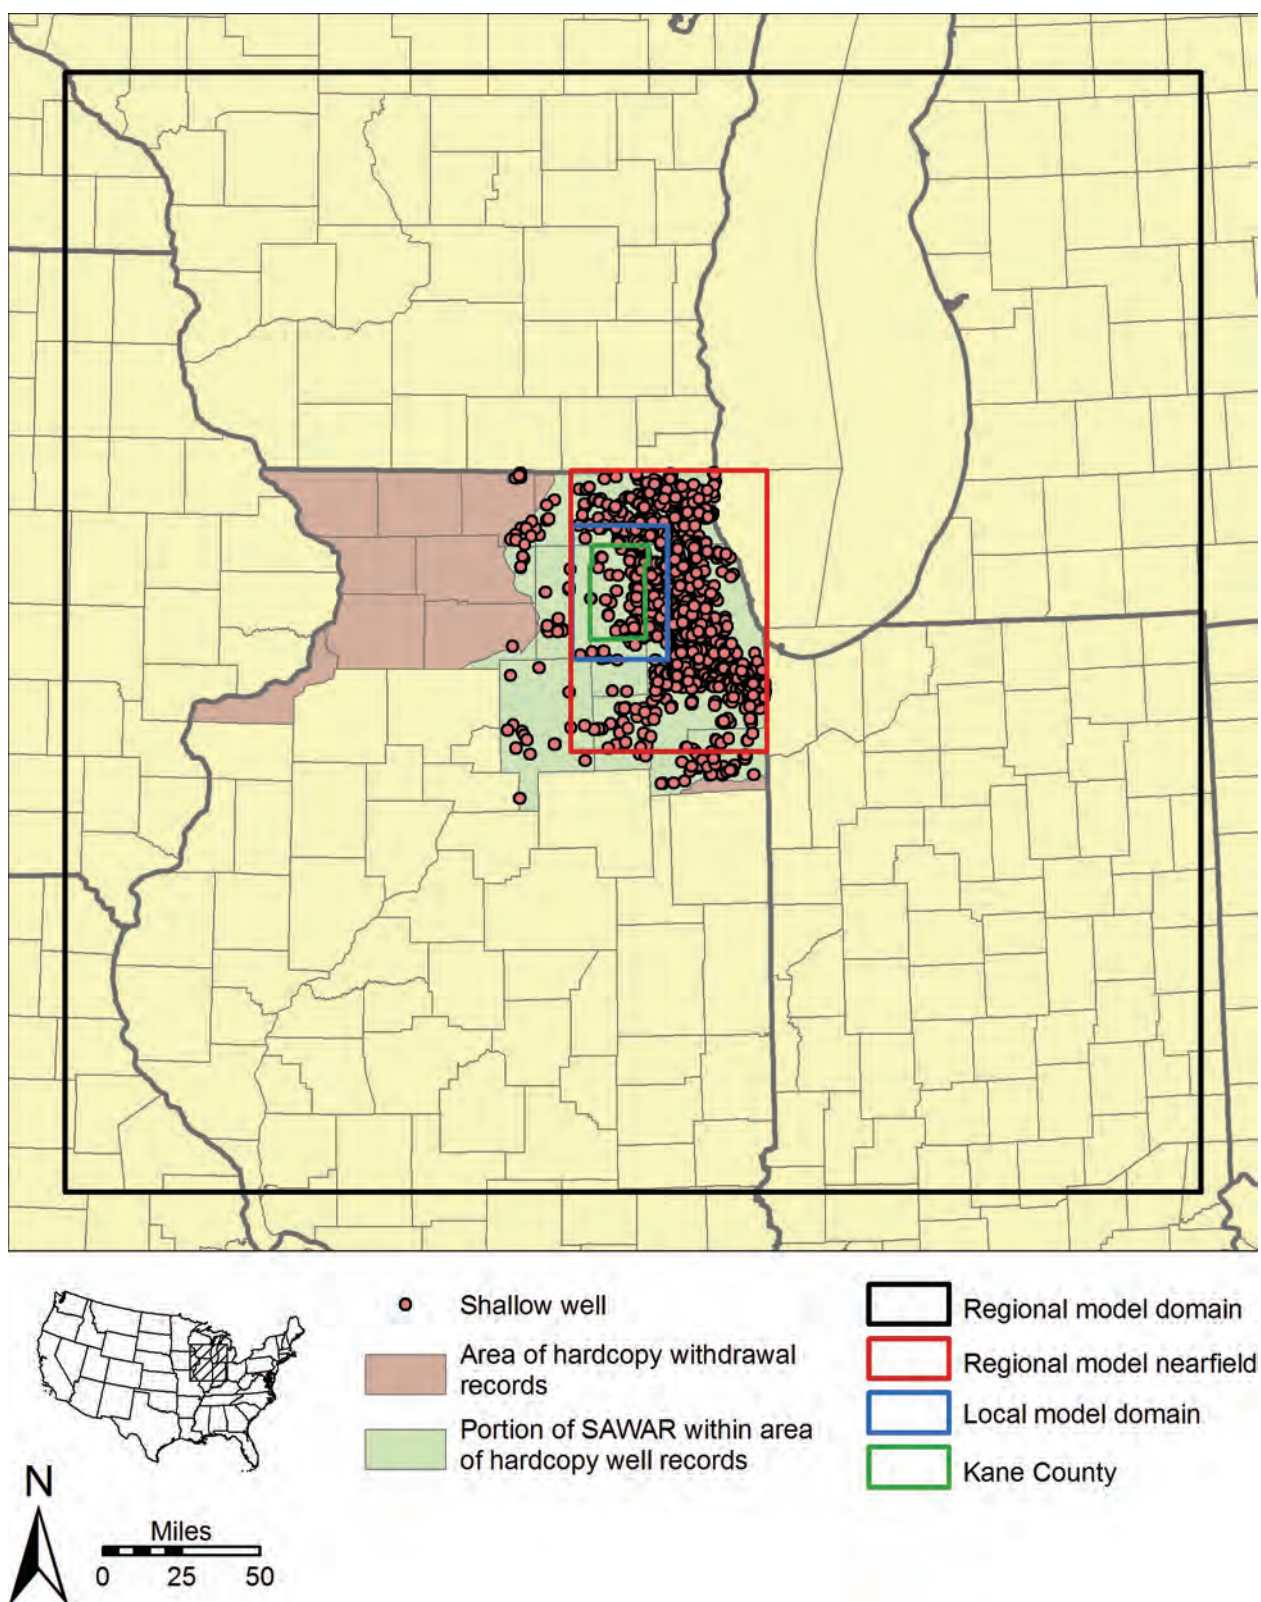 Shallow well
Area of hardcopy withdrawal
records
Portion of SAWAR within area
of hardcopy well records
Regional model domain
Regional model nearfield
Local model domain
Kane County
N
Miles
0 25 50